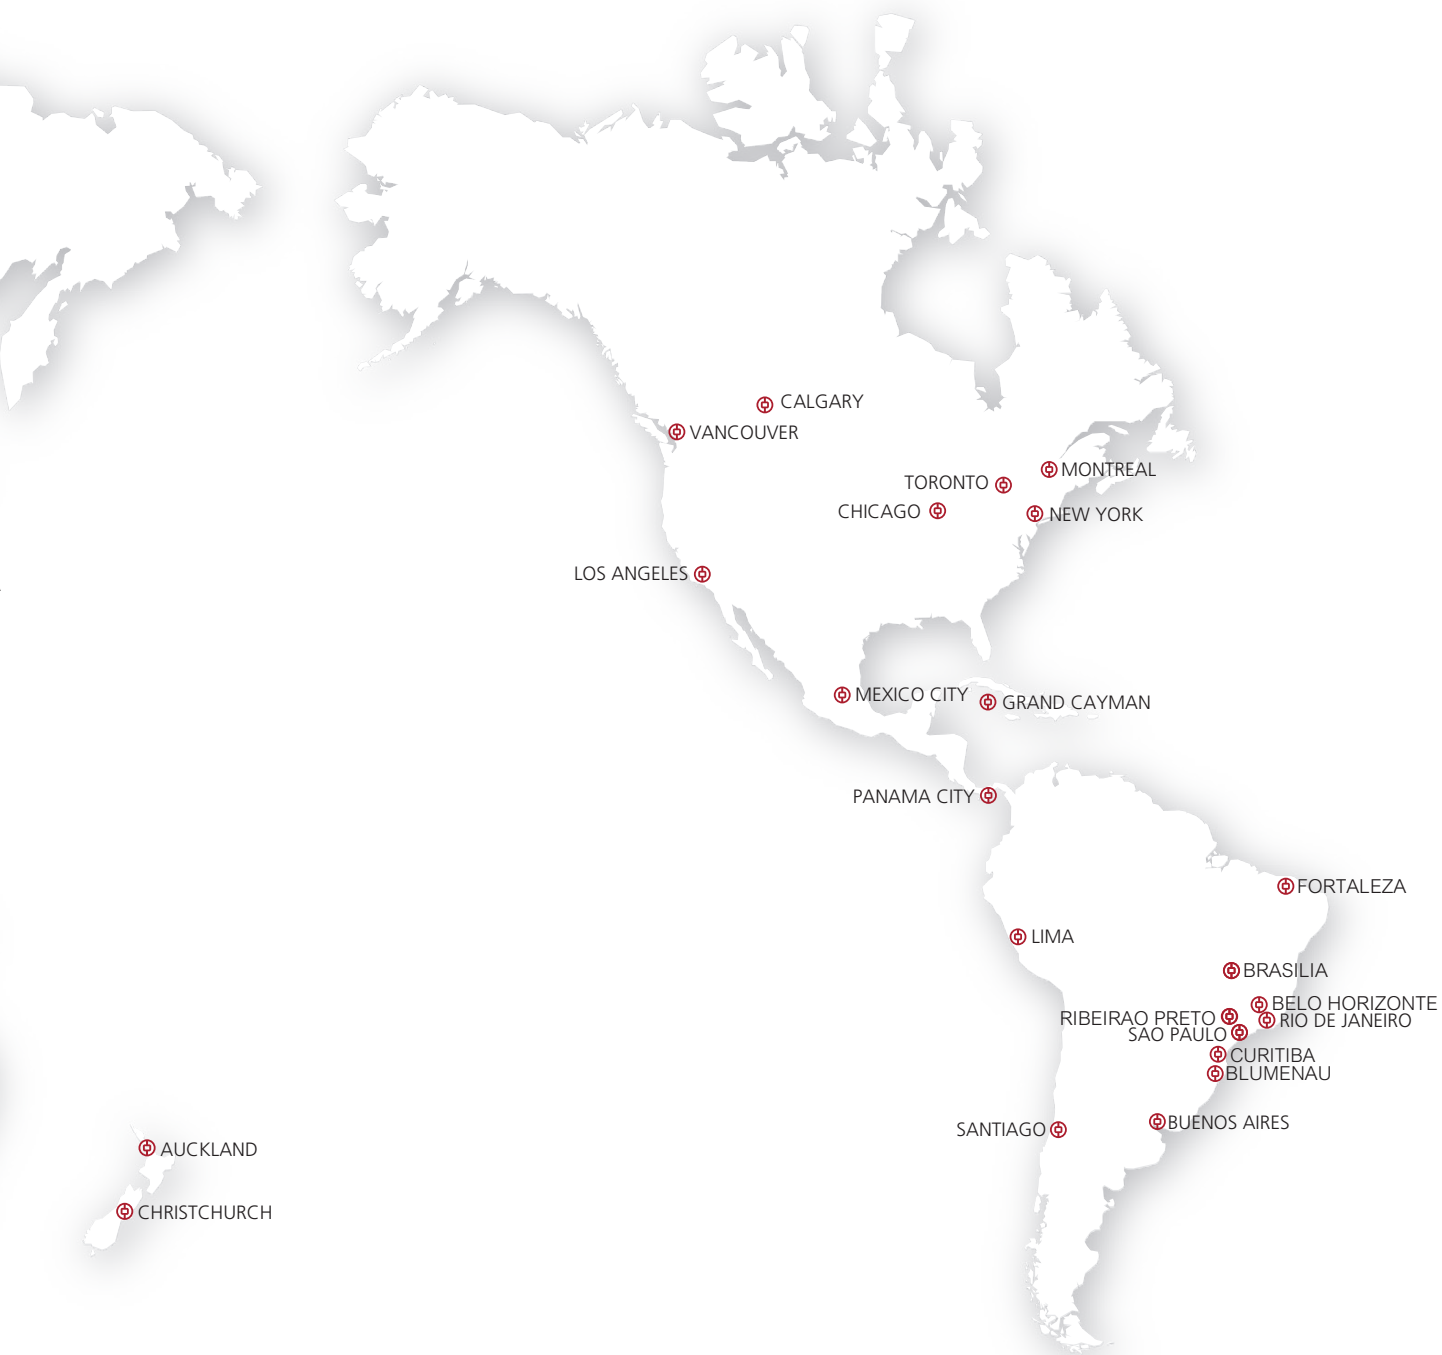 CALGARY
VANCOUVER
MONTREAL
TORONTO
CHICAGO
NEW YORK
LOS ANGELES
MEXICO CITY
GRAND CAYMAN
PANAMA CITY
FORTALEZA
LIMA
BRASILIA
BELO HORIZONTE
RIBEIRAO PRETO
RIO DE JANEIRO
SAO PAULO
CURITIBA
BLUMENAU
BUENOS AIRES
SANTIAGO
AUCKLAND
CHRISTCHURCH